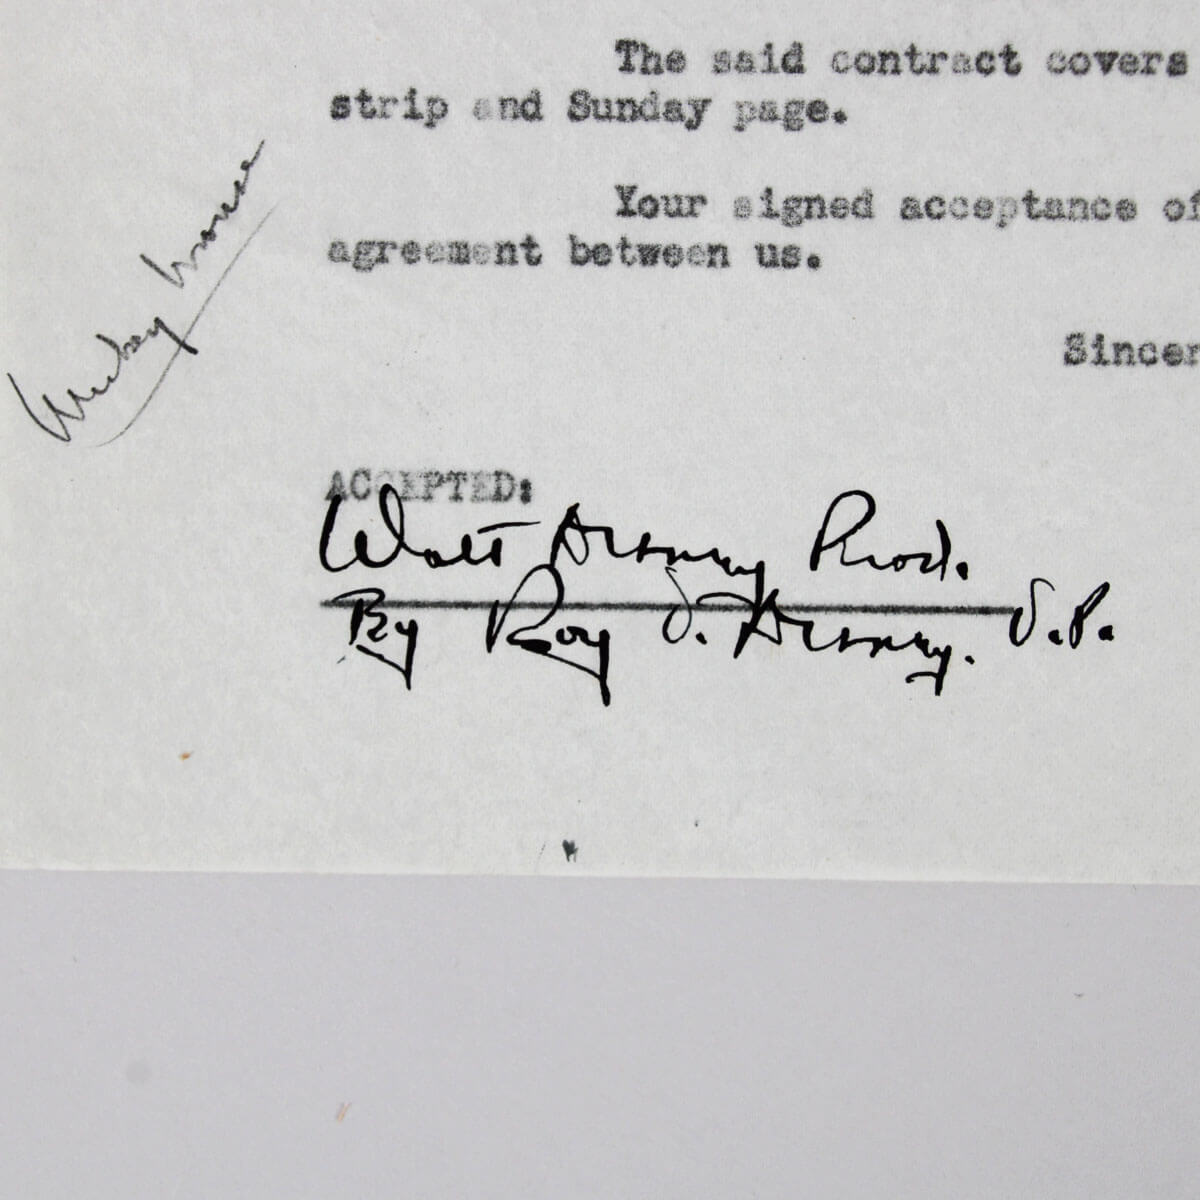 The said contract covers
strip and Sunday page.
Your signed acceptance of
agreement between us.
Sincer
Mickey Mouse
ACCEPTED:
Walt Disney Prod.
By Roy O. Disney. V.P.